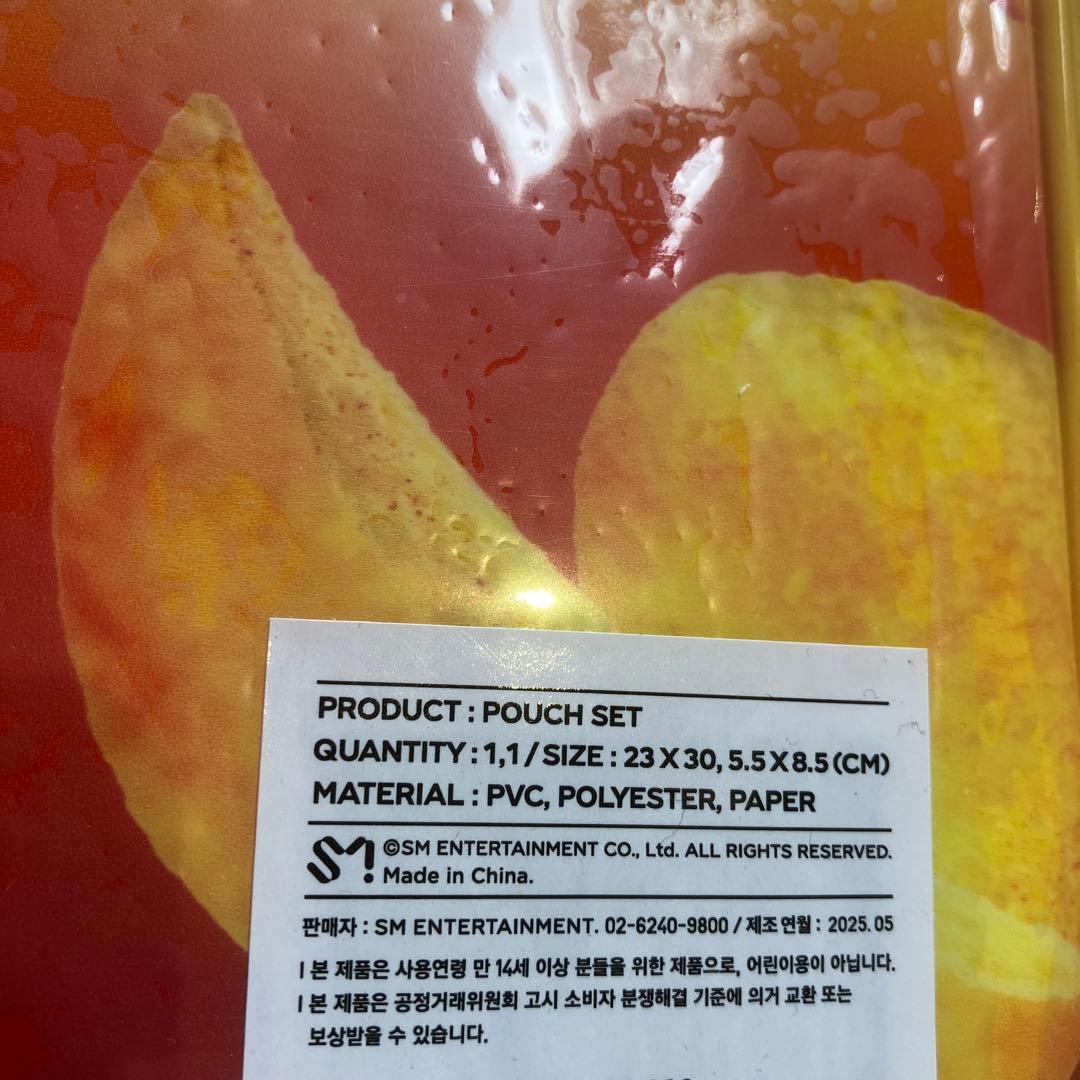 PRODUCT : POUCH SET
QUANTITY : 1,1 / SIZE : 23 X 30, 5.5 X 8.5 (CM)
MATERIAL : PVC, POLYESTER, PAPER
SM! ©SM ENTERTAINMENT CO., Ltd. ALL RIGHTS RESERVED.
Made in China.
판매자 : SM ENTERTAINMENT. 02-6240-9800 / 제조 연월 : 2025. 05
l 본 제품은 사용연령 만 14세 이상 분들을 위한 제품으로, 어린이용이 아닙니다.
l 본 제품은 공정거래위원회 고시 소비자 분쟁해결 기준에 의거 교환 또는
보상받을 수 있습니다.